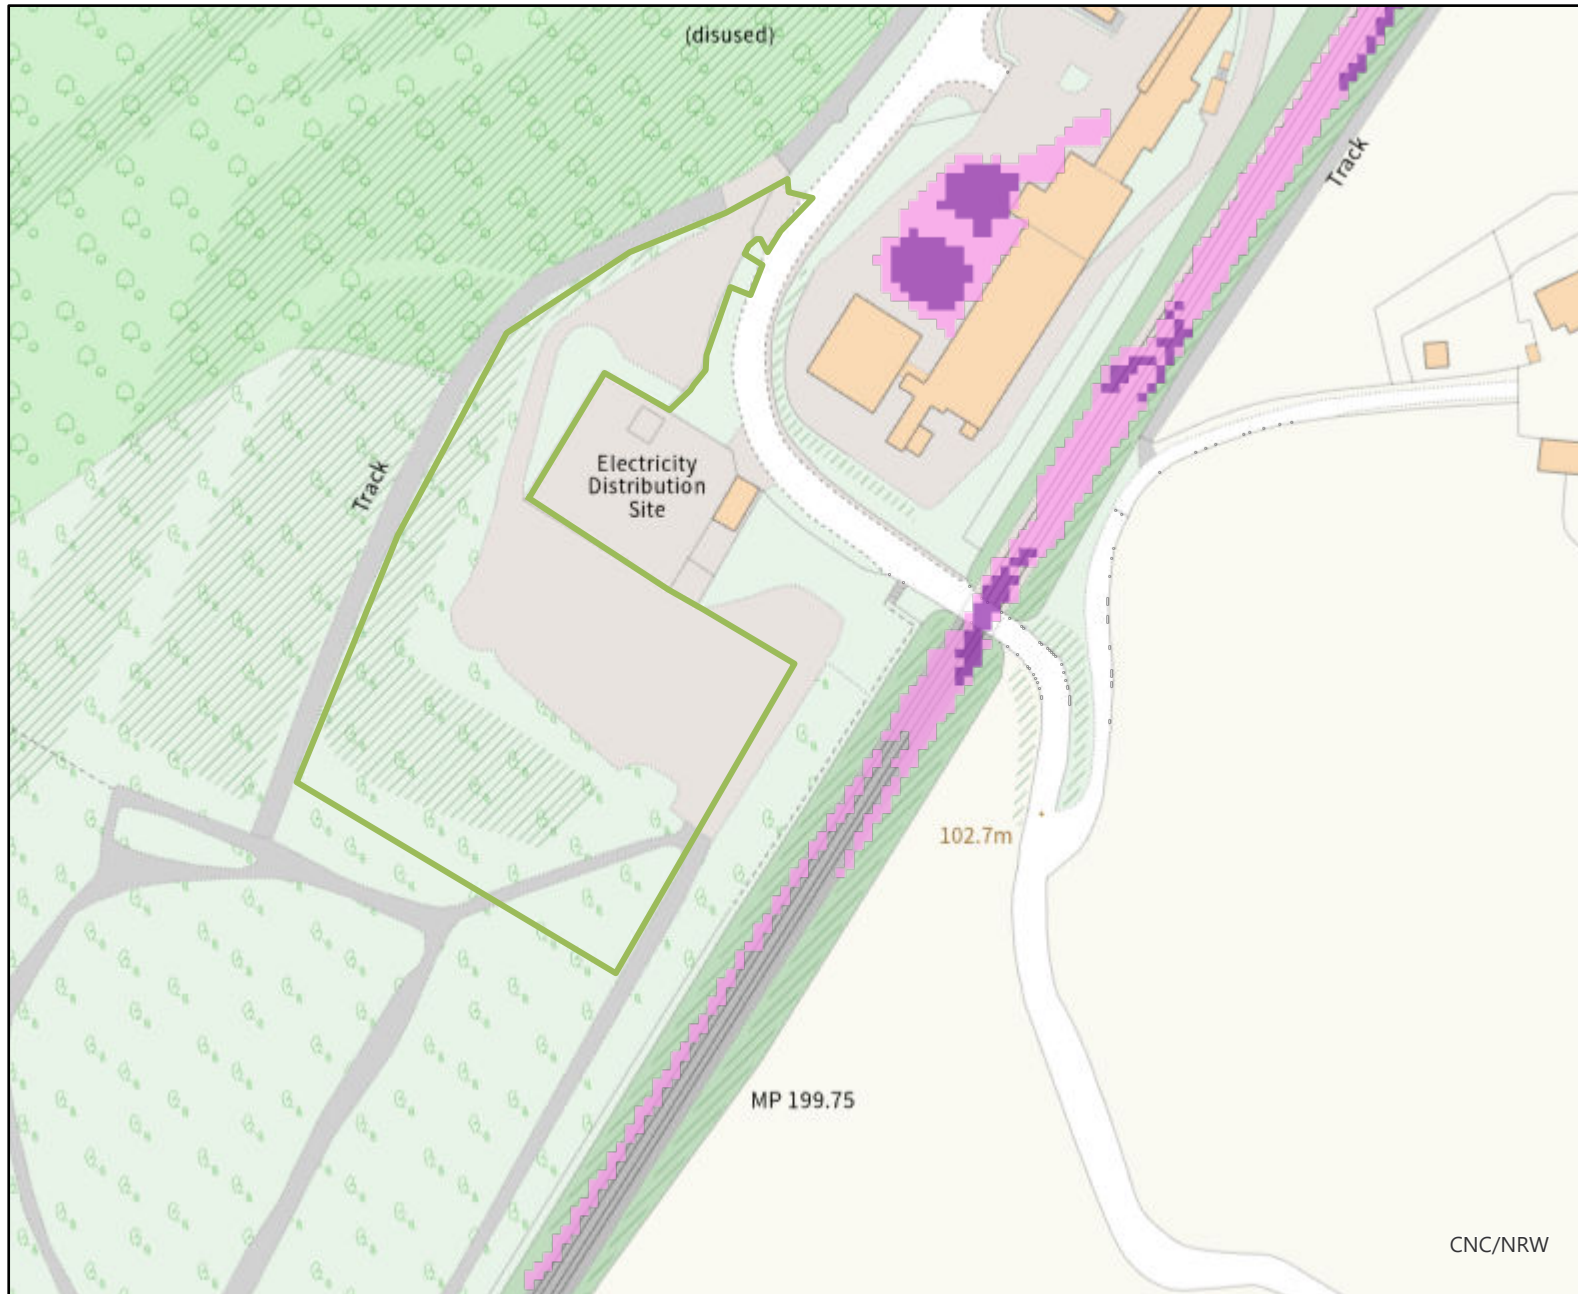 (disused)
Track
Electricity
Distribution
Site
Track
102.7m
MP 199.75
CNC/NRW